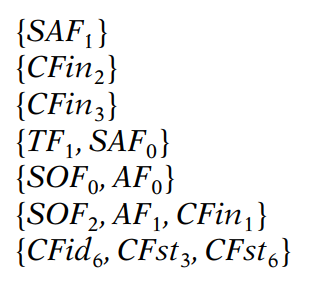 {SAF₁}
{CFin₂}
{CFin₃}
{TF₁, SAF₀}
{SOF₀, AF₀}
{SOF₂, AF₁, CFin₁}
{CFid₆, CFst₃, CFst₆}